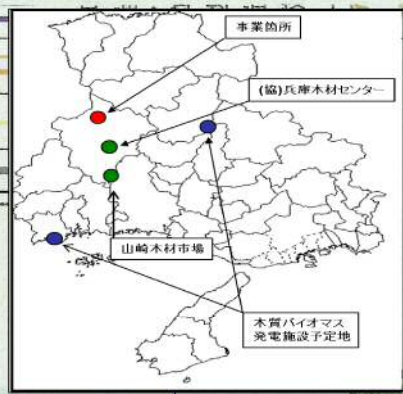 事業箇所
(協)兵庫木材センター
山崎木材市場
木質バイオマス
発電施設予定地